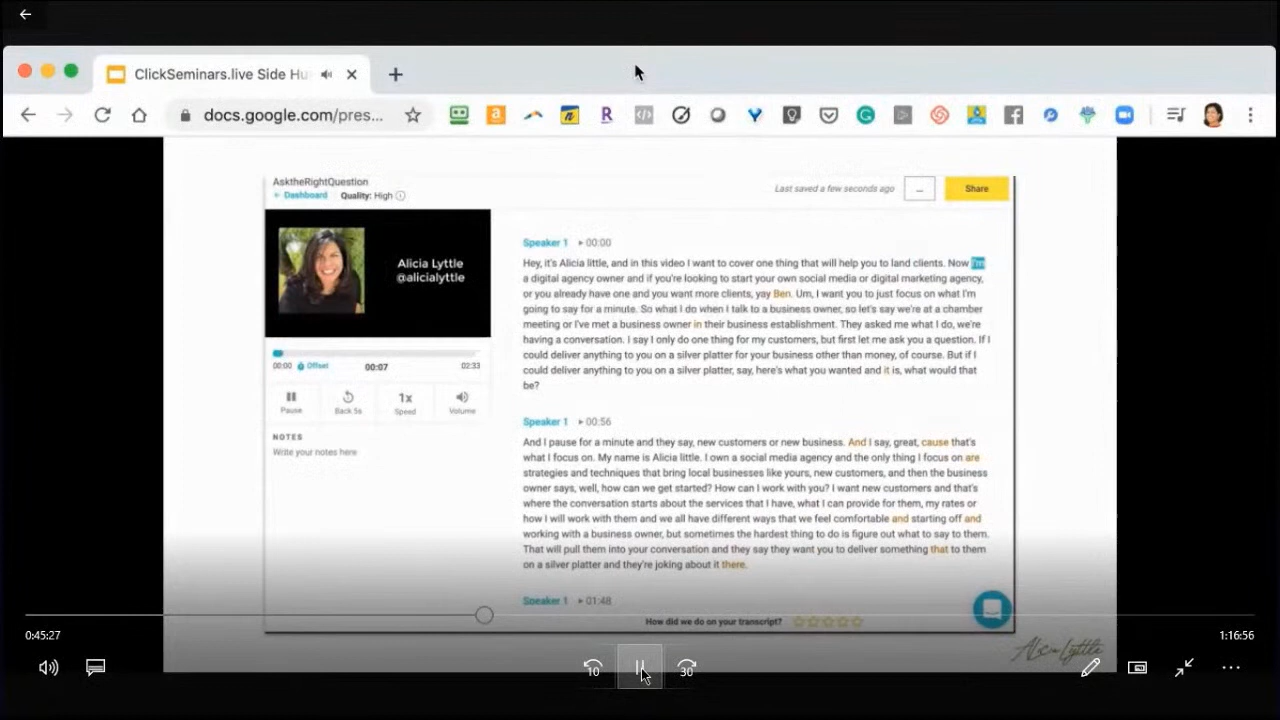 ClickSeminars.live Side Hu
docs.google.com/pres...
AsktheRightQuestion
← Dashboard Quality: High
Last saved a few seconds ago
...
Share
Alicia Lyttle
@alicialyttle
00:00 Offset 00:07 02:33
Pause Back 5s 1x Speed Volume
NOTES
Write your notes here
Speaker 1 ▸ 00:00
Hey, it's Alicia little, and in this video I want to cover one thing that will help you to land clients. Now I'm
a digital agency owner and if you're looking to start your own social media or digital marketing agency,
or you already have one and you want more clients, yay Ben. Um, I want you to just focus on what I'm
going to say for a minute. So what I do when I talk to a business owner, so let's say we're at a chamber
meeting or I've met a business owner in their business establishment. They asked me what I do, we're
having a conversation. I say I only do one thing for my customers, but first let me ask you a question. If I
could deliver anything to you on a silver platter for your business other than money, of course. But if I
could deliver anything to you on a silver platter, say, here's what you wanted and it is, what would that
be?
Speaker 1 ▸ 00:56
And I pause for a minute and they say, new customers or new business. And I say, great, cause that's
what I focus on. My name is Alicia little. I own a social media agency and the only thing I focus on are
strategies and techniques that bring local businesses like yours, new customers, and then the business
owner says, well, how can we get started? How can I work with you? I want new customers and that's
where the conversation starts about the services that I have, what I can provide for them, my rates or
how I will work with them and we all have different ways that we feel comfortable and starting off and
working with a business owner, but sometimes the hardest thing to do is figure out what to say to them.
That will pull them into your conversation and they say they want you to deliver something that to them
on a silver platter and they're joking about it there.
Speaker 1 ▸ 01:48
How did we do on your transcript?
Alicia Lyttle
0:45:27
1:16:56
10
30